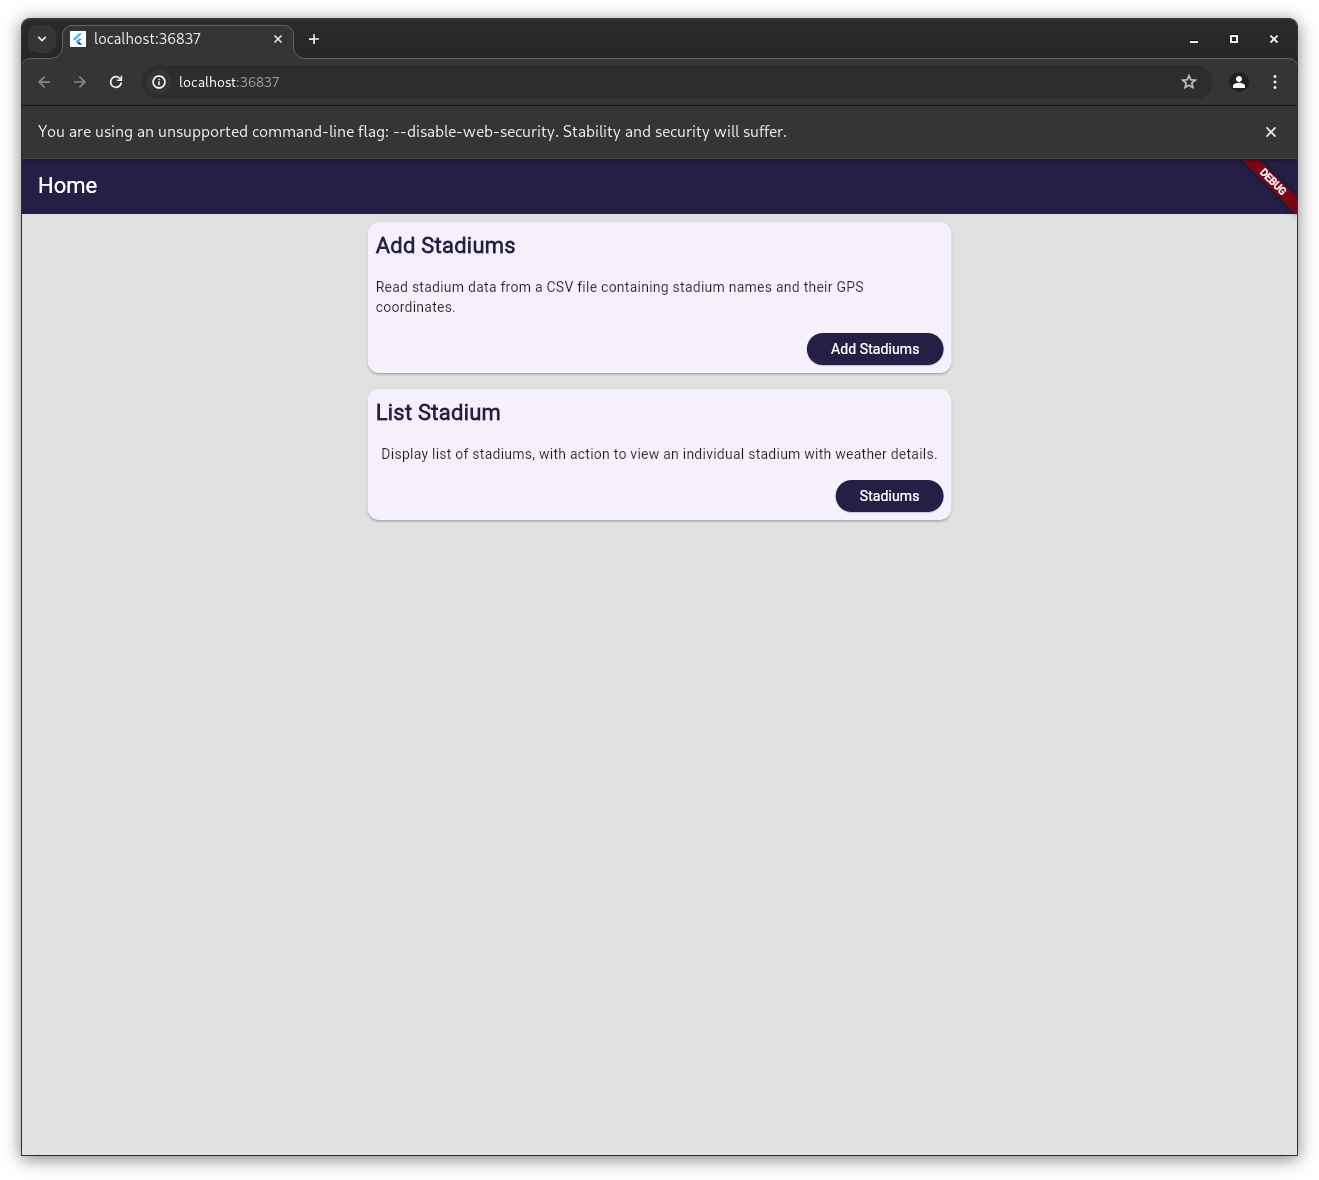 localhost:36837
localhost:36837
You are using an unsupported command-line flag: --disable-web-security. Stability and security will suffer.
Home
DEBUG
Add Stadiums
Read stadium data from a CSV file containing stadium names and their GPS
coordinates.
Add Stadiums
List Stadium
Display list of stadiums, with action to view an individual stadium with weather details.
Stadiums